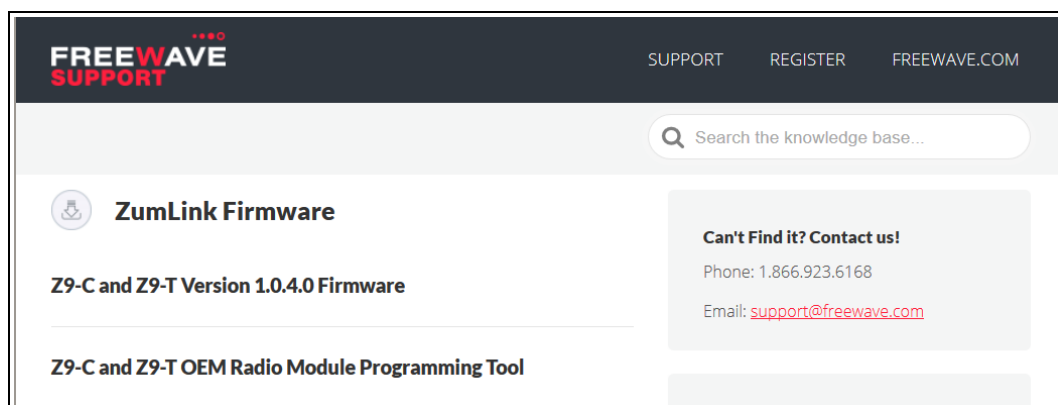 FREEWAVE
SUPPORT
SUPPORT REGISTER FREEWAVE.COM
Search the knowledge base...
ZumLink Firmware
Z9-C and Z9-T Version 1.0.4.0 Firmware
Z9-C and Z9-T OEM Radio Module Programming Tool
Can't Find it? Contact us!
Phone: 1.866.923.6168
Email: support@freewave.com